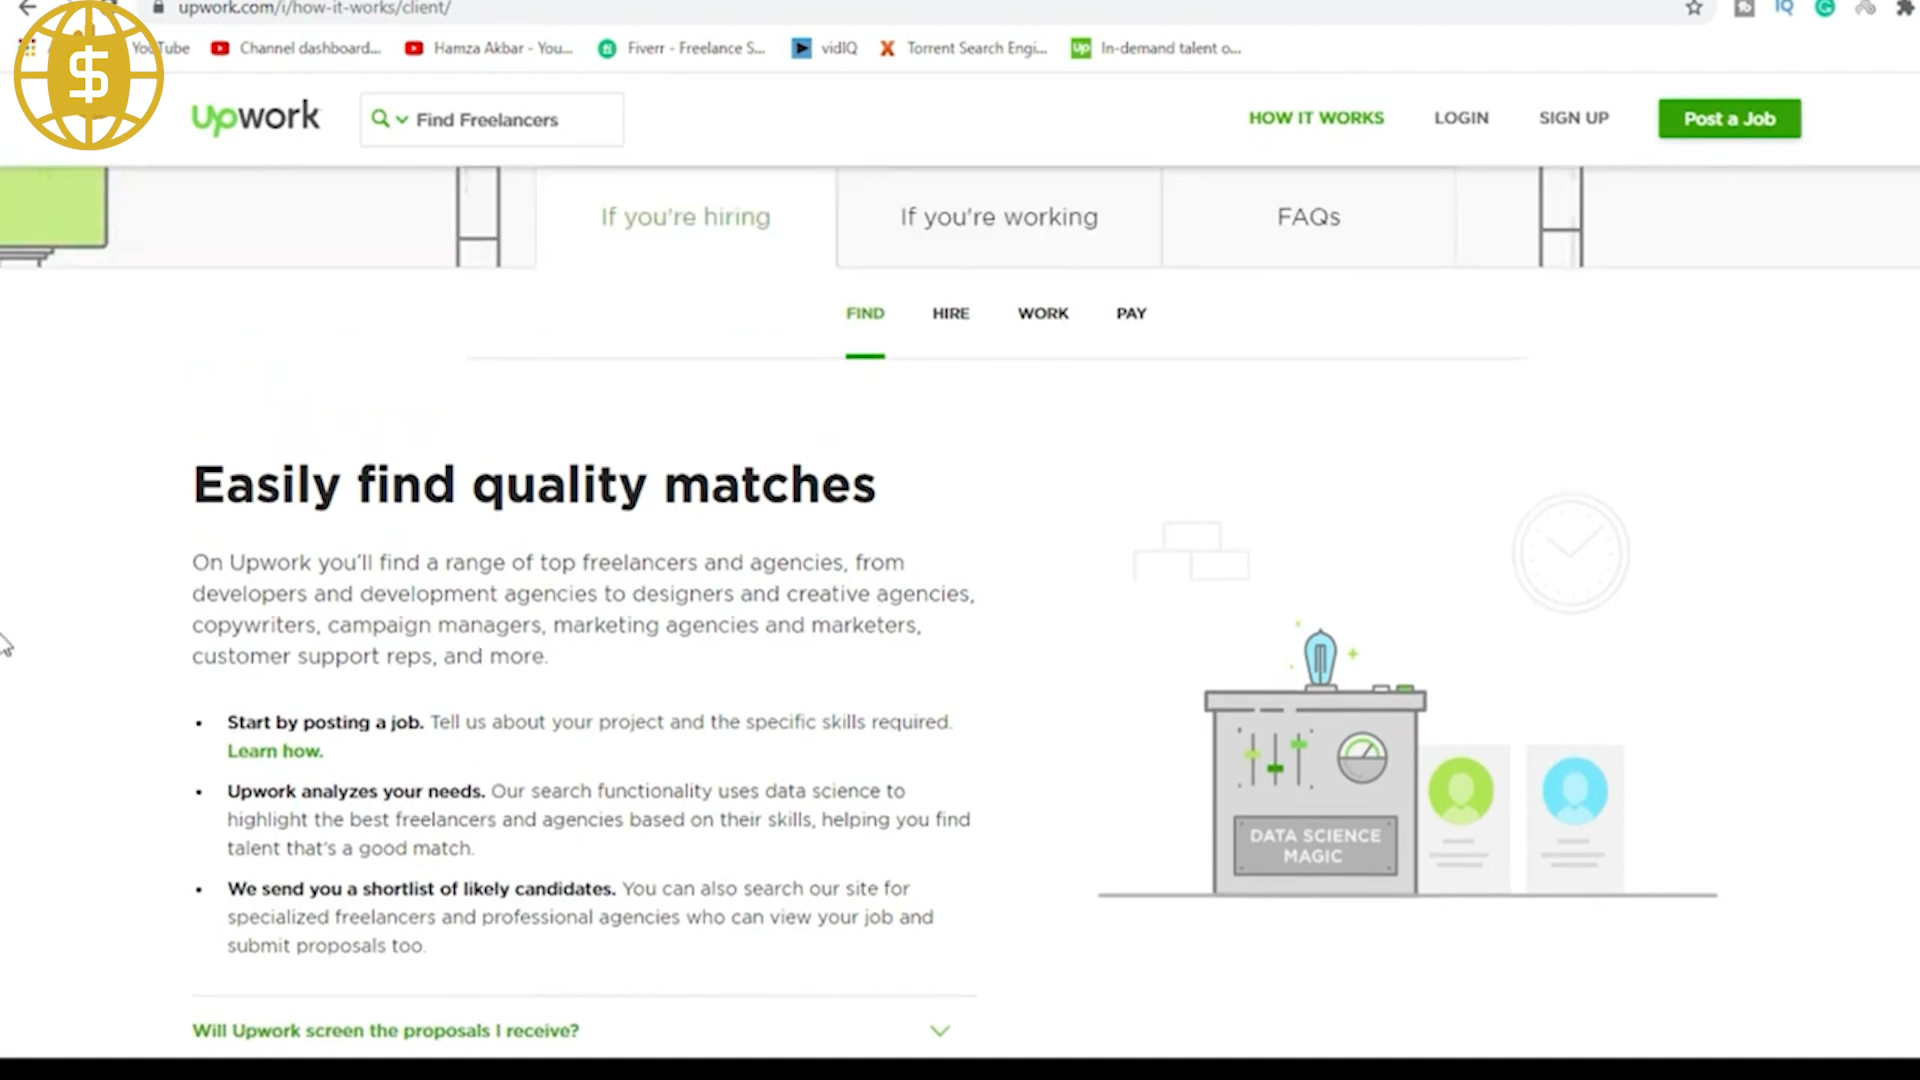 upwork.com/i/how-it-works/client/
YouTube Channel dashboard... Hamza Akbar - You... Fiverr - Freelance S... vidIQ Torrent Search Engi... In-demand talent o...
$
upwork Find Freelancers HOW IT WORKS LOGIN SIGN UP Post a Job
If you're hiring If you're working FAQs
FIND HIRE WORK PAY
Easily find quality matches
On Upwork you'll find a range of top freelancers and agencies, from
developers and development agencies to designers and creative agencies,
copywriters, campaign managers, marketing agencies and marketers,
customer support reps, and more.
• Start by posting a job. Tell us about your project and the specific skills required.
Learn how.
• Upwork analyzes your needs. Our search functionality uses data science to
highlight the best freelancers and agencies based on their skills, helping you find
talent that's a good match.
• We send you a shortlist of likely candidates. You can also search our site for
specialized freelancers and professional agencies who can view your job and
submit proposals too.
DATA SCIENCE
MAGIC
Will Upwork screen the proposals I receive?